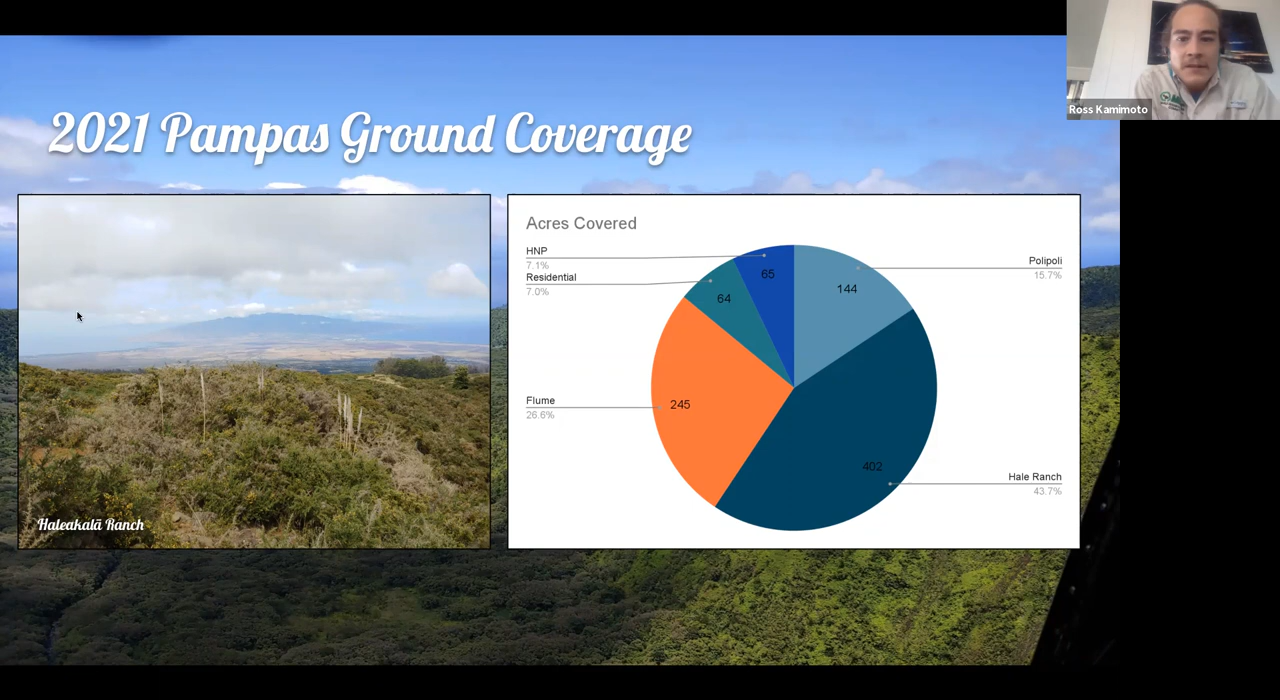 Ross Kamimoto
2021 Pampas Ground Coverage
Haleakalā Ranch
Acres Covered
HNP
7.1%
Residential
7.0%
Flume
26.6%
Polipoli
15.7%
Hale Ranch
43.7%
65
64
144
245
402